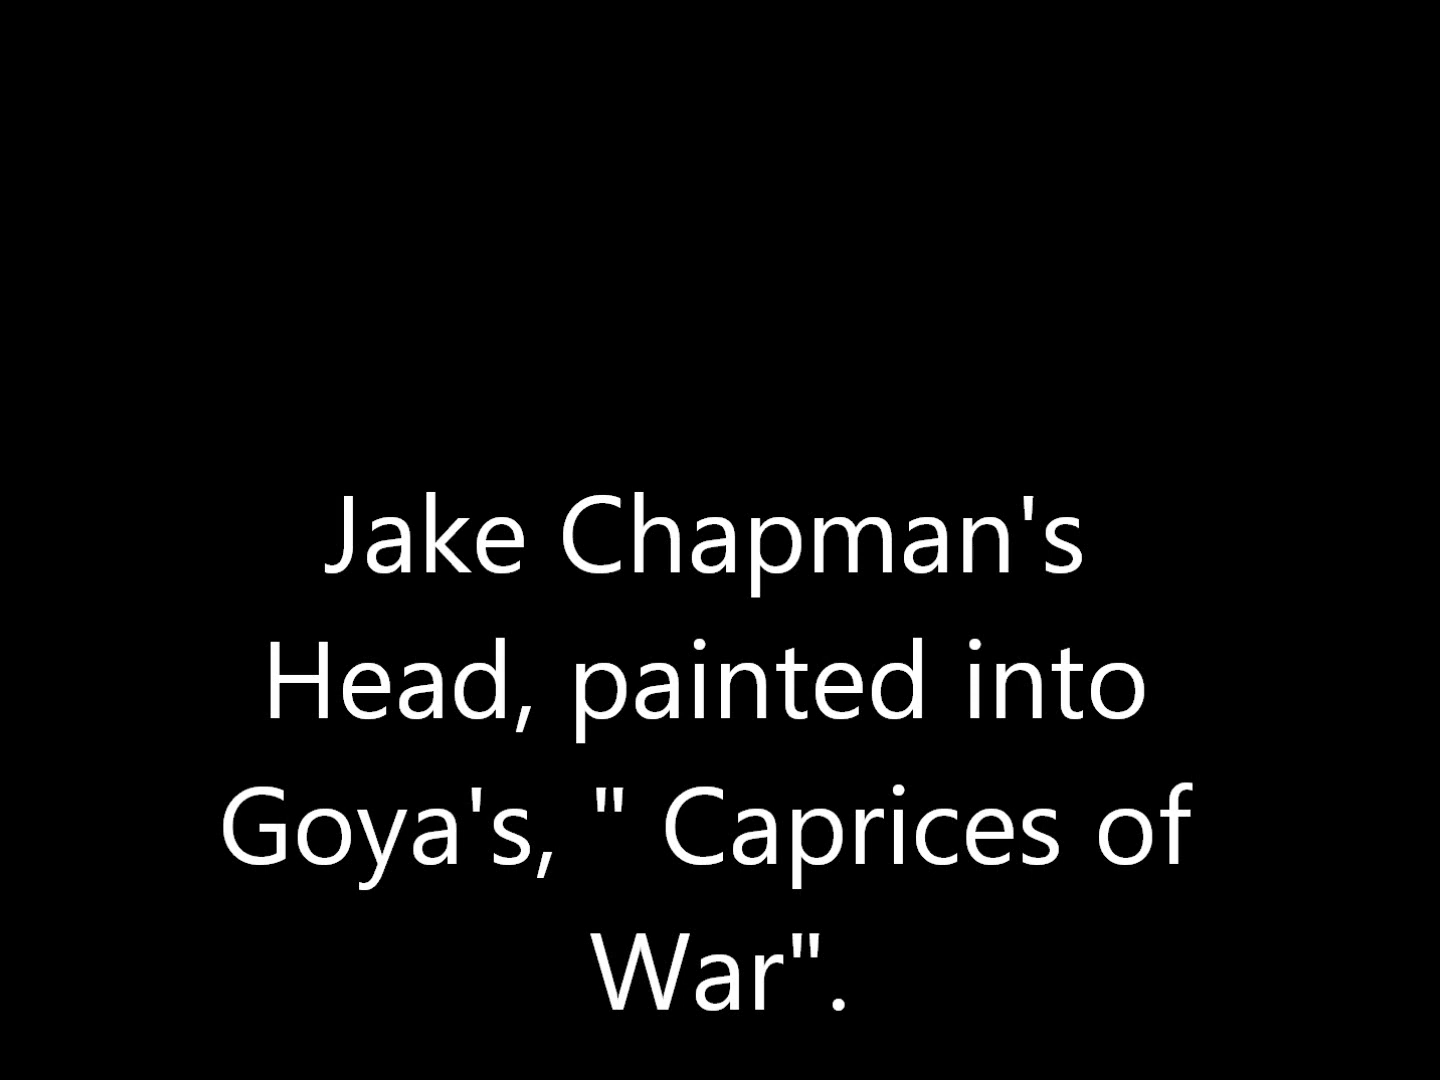 Jake Chapman's
Head, painted into
Goya's, " Caprices of
War".